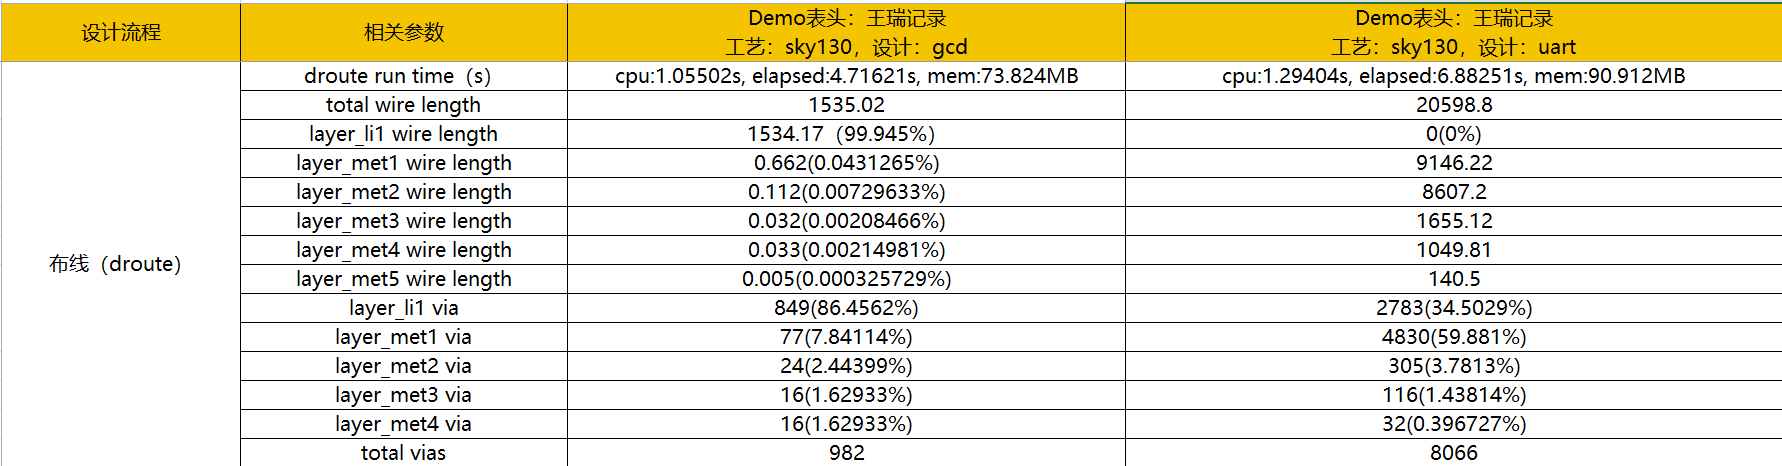 设计流程 相关参数 Demo表头：王瑞记录 Demo表头：王瑞记录
工艺：sky130，设计：gcd 工艺：sky130，设计：uart
droute run time（s） cpu:1.05502s, elapsed:4.71621s, mem:73.824MB cpu:1.29404s, elapsed:6.88251s, mem:90.912MB
total wire length 1535.02 20598.8
layer_li1 wire length 1534.17（99.945%） 0(0%)
layer_met1 wire length 0.662(0.0431265%) 9146.22
layer_met2 wire length 0.112(0.00729633%) 8607.2
layer_met3 wire length 0.032(0.00208466%) 1655.12
layer_met4 wire length 0.033(0.00214981%) 1049.81
布线（droute） layer_met5 wire length 0.005(0.000325729%) 140.5
layer_li1 via 849(86.4562%) 2783(34.5029%)
layer_met1 via 77(7.84114%) 4830(59.881%)
layer_met2 via 24(2.44399%) 305(3.7813%)
layer_met3 via 16(1.62933%) 116(1.43814%)
layer_met4 via 16(1.62933%) 32(0.396727%)
total vias 982 8066